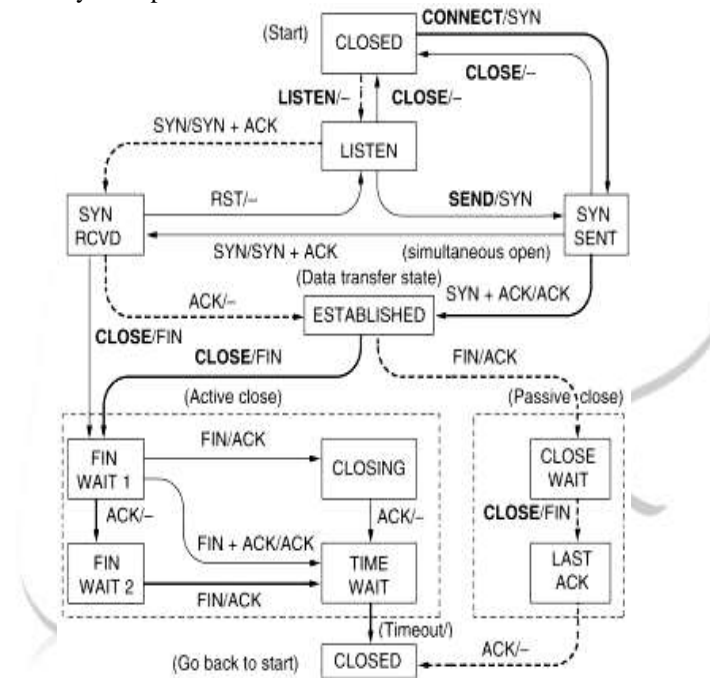 CONNECT/SYN
(Start)
CLOSED
CLOSE/–
LISTEN/–
CLOSE/–
SYN/SYN + ACK
LISTEN
RST/–
SEND/SYN
SYN
RCVD
SYN
SENT
SYN/SYN + ACK
(simultaneous open)
(Data transfer state)
ACK/–
SYN + ACK/ACK
ESTABLISHED
CLOSE/FIN
CLOSE/FIN
FIN/ACK
(Active close)
(Passive close)
FIN/ACK
FIN
WAIT 1
CLOSING
CLOSE
WAIT
ACK/–
ACK/–
CLOSE/FIN
FIN + ACK/ACK
FIN
WAIT 2
TIME
WAIT
LAST
ACK
FIN/ACK
(Timeout/)
ACK/–
(Go back to start)
CLOSED